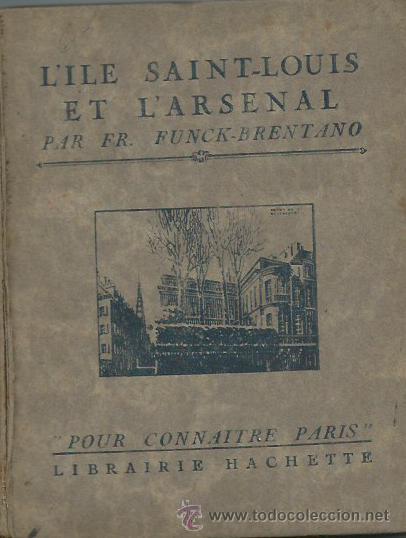 L'ILE SAINT-LOUIS
ET L'ARSENAL
PAR FR. FUNCK-BRENTANO
"POUR CONNAITRE PARIS"
LIBRAIRIE HACHETTE
www.todocoleccion.net